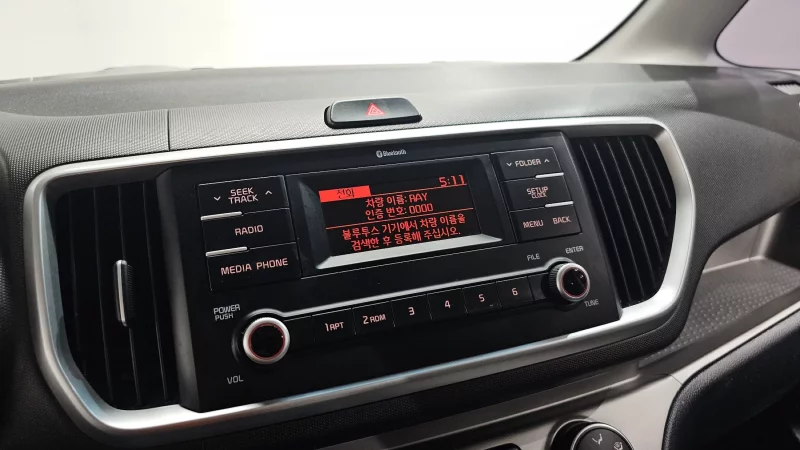 Bluetooth
전화 5:11
차량 이름: RAY
인증 번호: 0000
블루투스 기기에서 차량 이름을
검색한 후 등록해 주십시오.
SEEK
TRACK
RADIO
MEDIA PHONE
FOLDER
SETUP
CLOCK
MENU BACK
POWER
PUSH
VOL
1 RPT 2 RDM 3 4 5 6
FILE
ENTER
TUNE